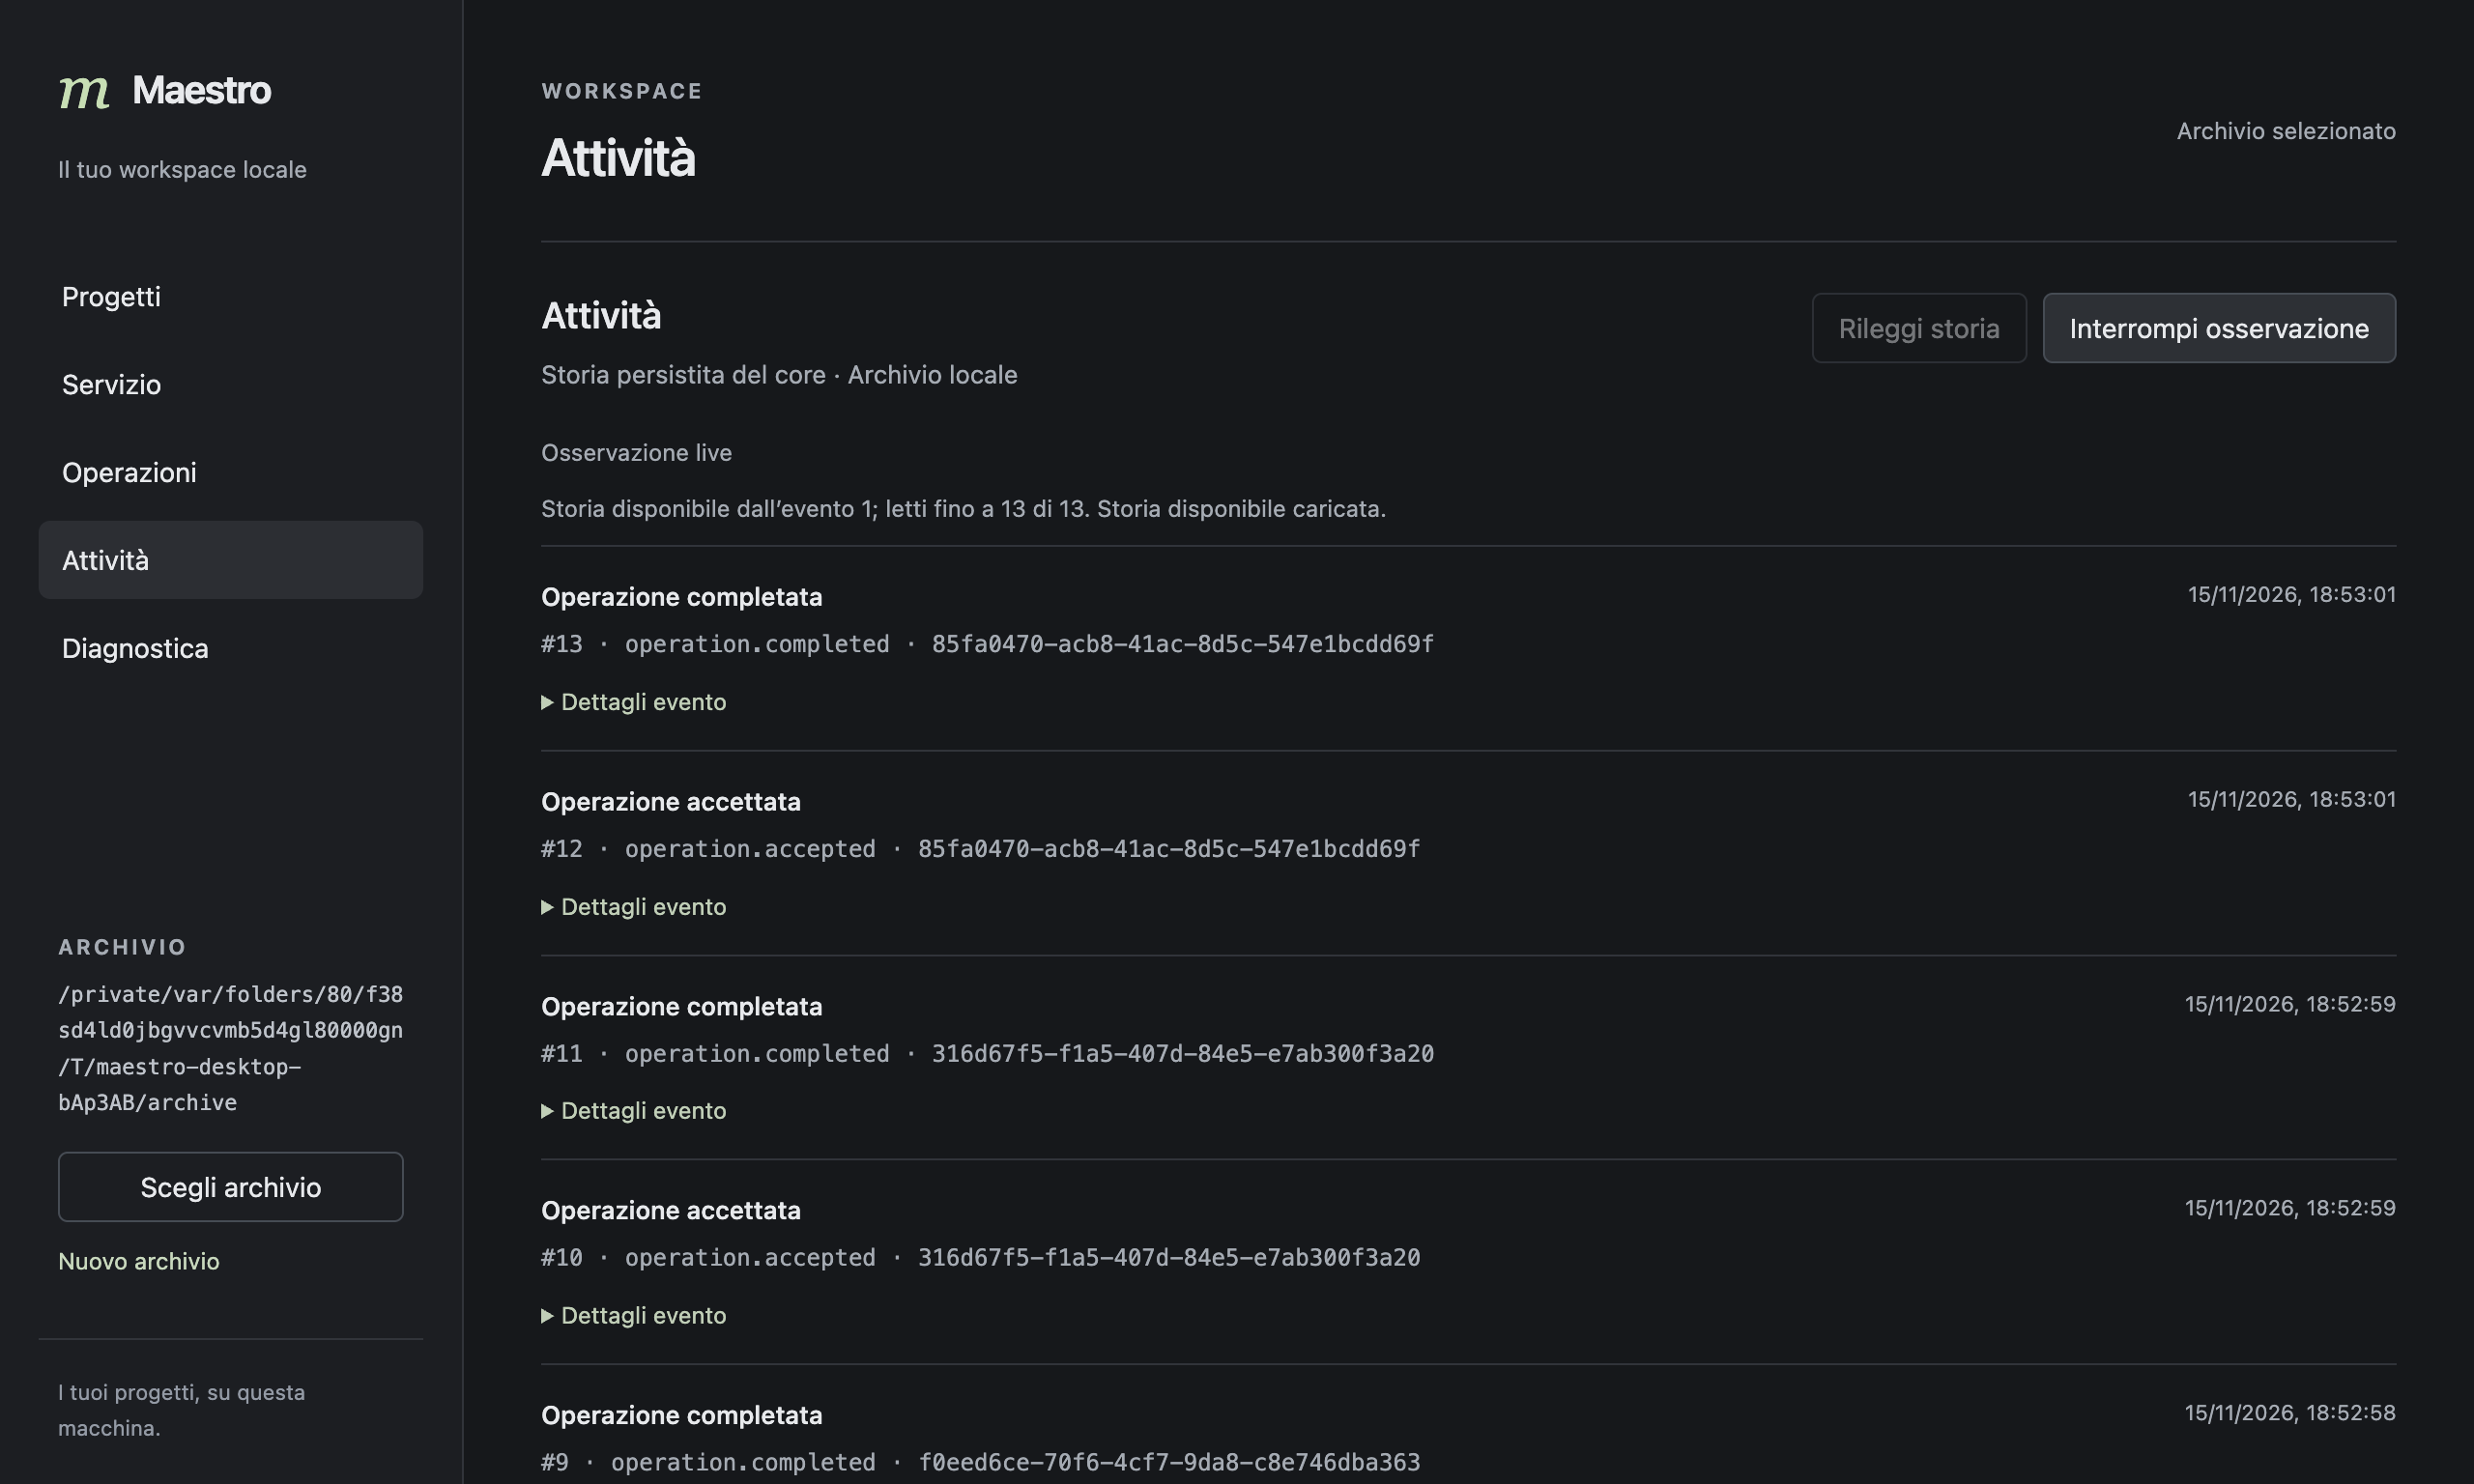 m Maestro
Il tuo workspace locale
Progetti
Servizio
Operazioni
Attività
Diagnostica
ARCHIVIO
/private/var/folders/80/f38
sd4ld0jbgvvcvmb5d4gl80000gn
/T/maestro-desktop-
bAp3AB/archive
Scegli archivio
Nuovo archivio
I tuoi progetti, su questa
macchina.
WORKSPACE
Attività
Archivio selezionato
Attività
Storia persistita del core · Archivio locale
Rileggi storia
Interrompi osservazione
Osservazione live
Storia disponibile dall’evento 1; letti fino a 13 di 13. Storia disponibile caricata.
Operazione completata
15/11/2026, 18:53:01
#13 · operation.completed · 85fa0470-acb8-41ac-8d5c-547e1bcdd69f
Dettagli evento
Operazione accettata
15/11/2026, 18:53:01
#12 · operation.accepted · 85fa0470-acb8-41ac-8d5c-547e1bcdd69f
Dettagli evento
Operazione completata
15/11/2026, 18:52:59
#11 · operation.completed · 316d67f5-f1a5-407d-84e5-e7ab300f3a20
Dettagli evento
Operazione accettata
15/11/2026, 18:52:59
#10 · operation.accepted · 316d67f5-f1a5-407d-84e5-e7ab300f3a20
Dettagli evento
Operazione completata
15/11/2026, 18:52:58
#9 · operation.completed · f0eed6ce-70f6-4cf7-9da8-c8e746dba363